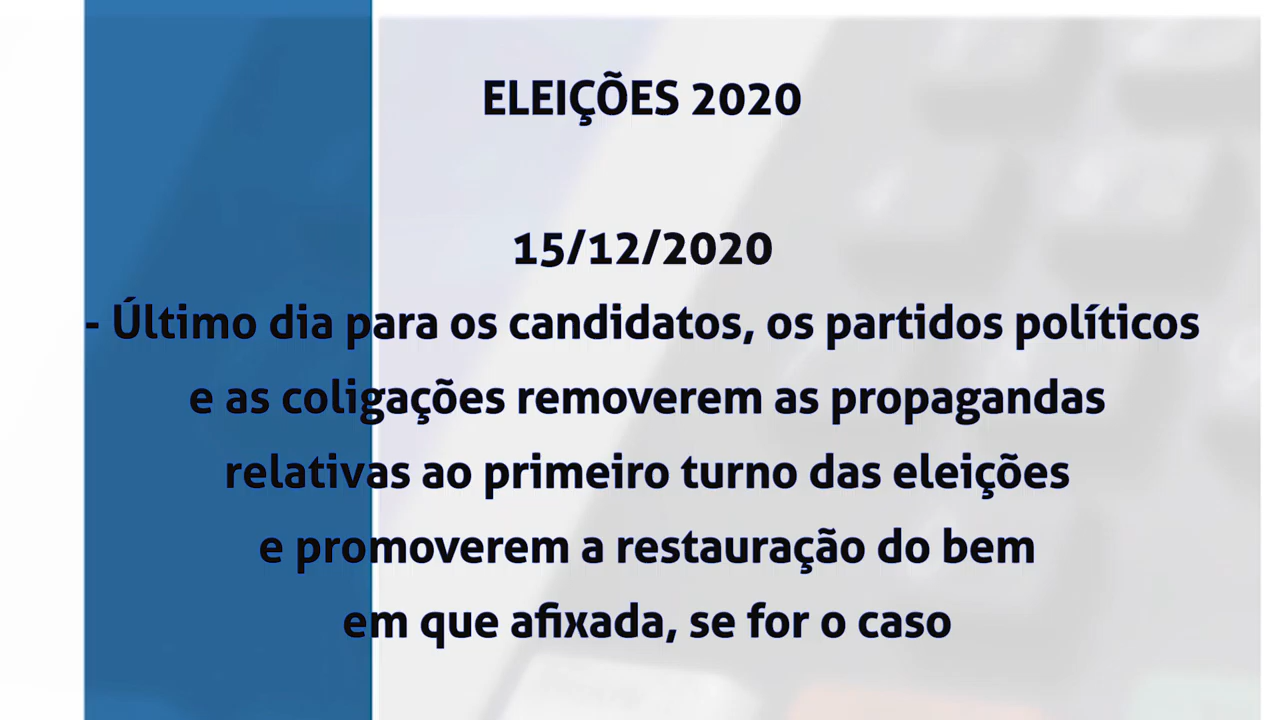 ELEIÇÕES 2020
15/12/2020
- Último dia para os candidatos, os partidos políticos
e as coligações removerem as propagandas
relativas ao primeiro turno das eleições
e promoverem a restauração do bem
em que afixada, se for o caso